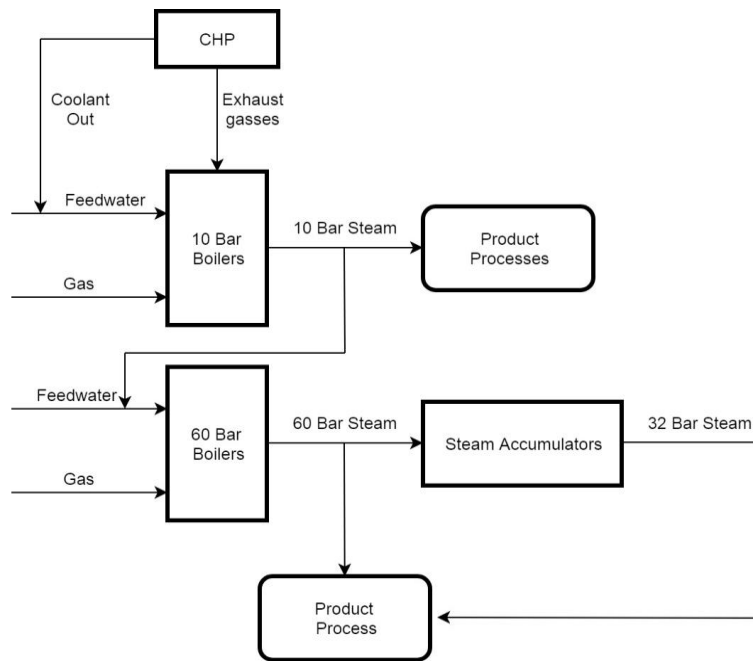 CHP
Coolant
Out
Exhaust
gasses
Feedwater
10 Bar
Boilers
10 Bar Steam
Product
Processes
Gas
Feedwater
60 Bar
Boilers
60 Bar Steam
Steam Accumulators
32 Bar Steam
Gas
Product
Process